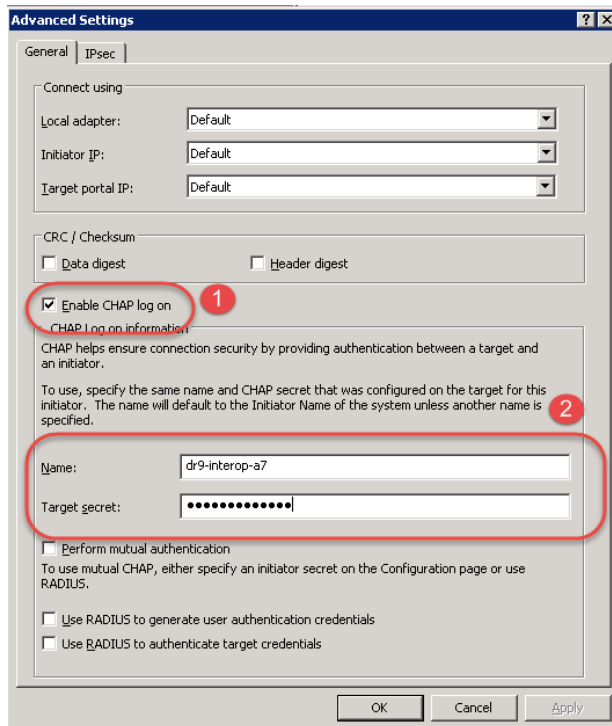 Advanced Settings
General IPsec
Connect using
Local adapter: Default
Initiator IP: Default
Target portal IP: Default
CRC / Checksum
Data digest Header digest
Enable CHAP log on 1
CHAP Log on information
CHAP helps ensure connection security by providing authentication between a target and
an initiator.
To use, specify the same name and CHAP secret that was configured on the target for this
initiator. The name will default to the Initiator Name of the system unless another name is
specified.
2
Name: dr9-interop-a7
Target secret: ●●●●●●●●●●●●●
Perform mutual authentication
To use mutual CHAP, either specify an initiator secret on the Configuration page or use
RADIUS.
Use RADIUS to generate user authentication credentials
Use RADIUS to authenticate target credentials
OK Cancel Apply